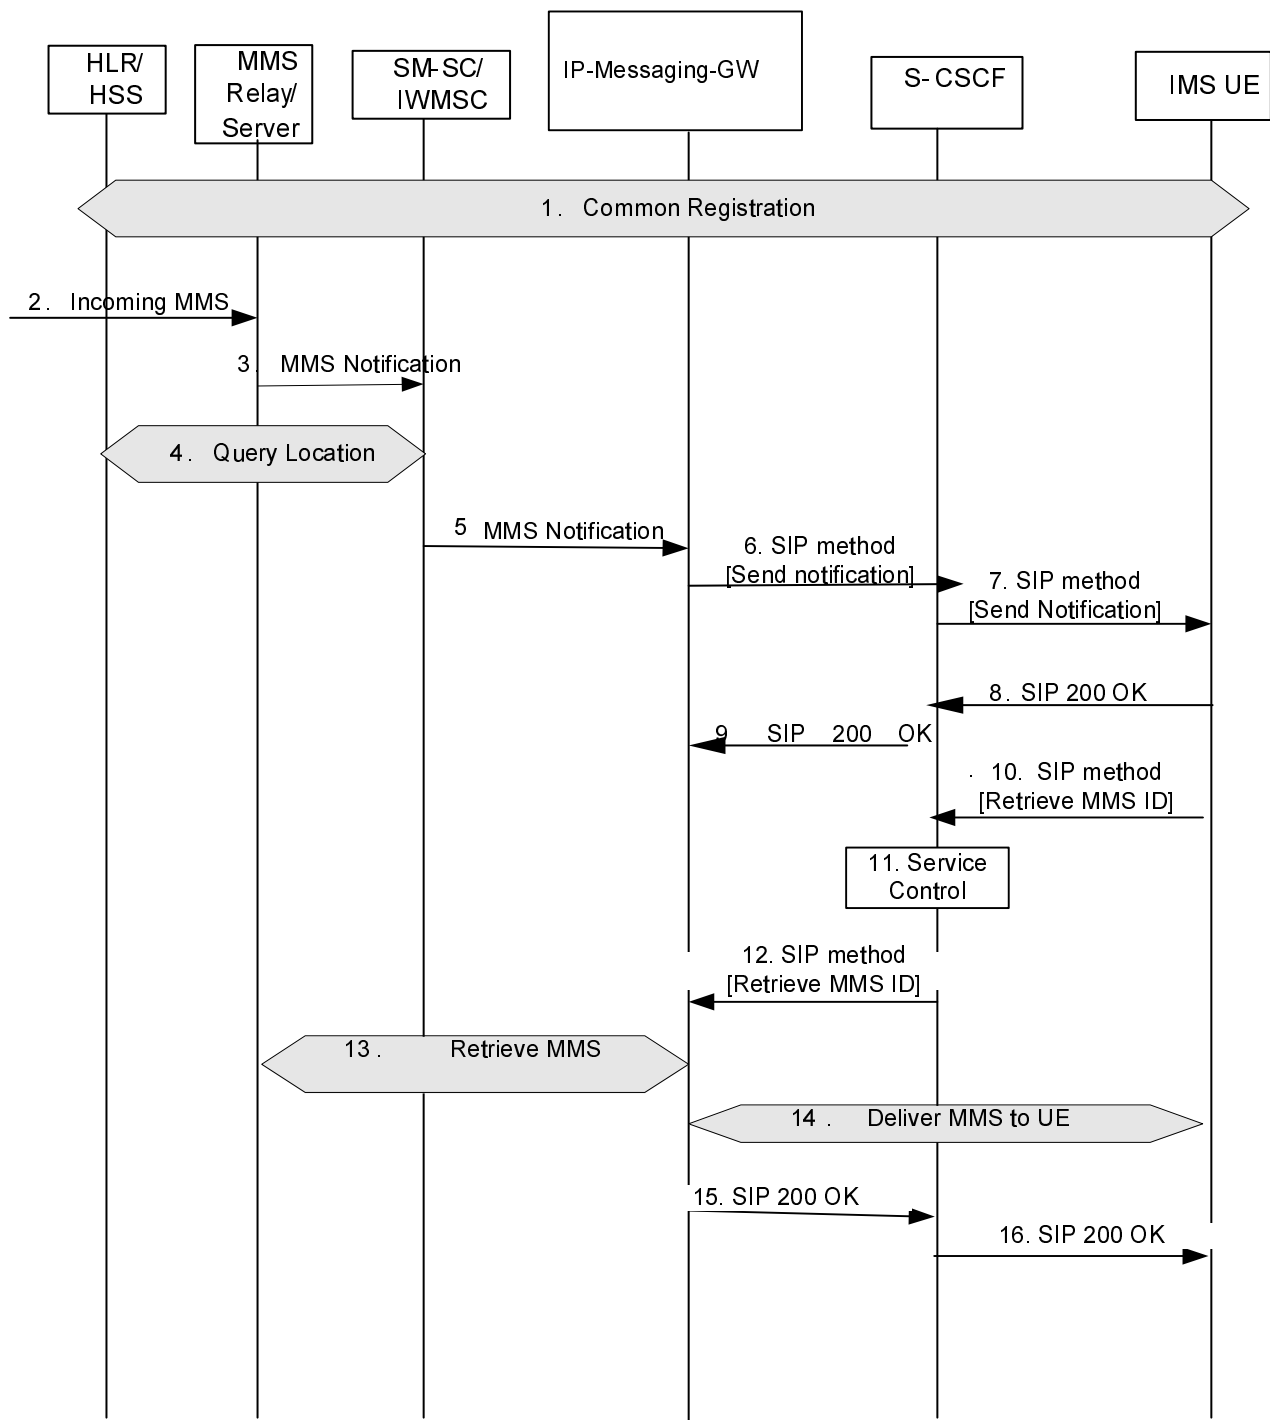 HLR/
HSS
MMS
Relay/
Server
SM-SC/
IWMSC
IP-Messaging-GW
S-CSCF
IMS UE
1. Common Registration
2. Incoming MMS
3. MMS Notification
4. Query Location
5 MMS Notification
6. SIP method
[Send notification]
7. SIP method
[Send Notification]
8. SIP 200 OK
9 SIP 200 OK
10. SIP method
[Retrieve MMS ID]
11. Service
Control
12. SIP method
[Retrieve MMS ID]
13. Retrieve MMS
14. Deliver MMS to UE
15. SIP 200 OK
16. SIP 200 OK